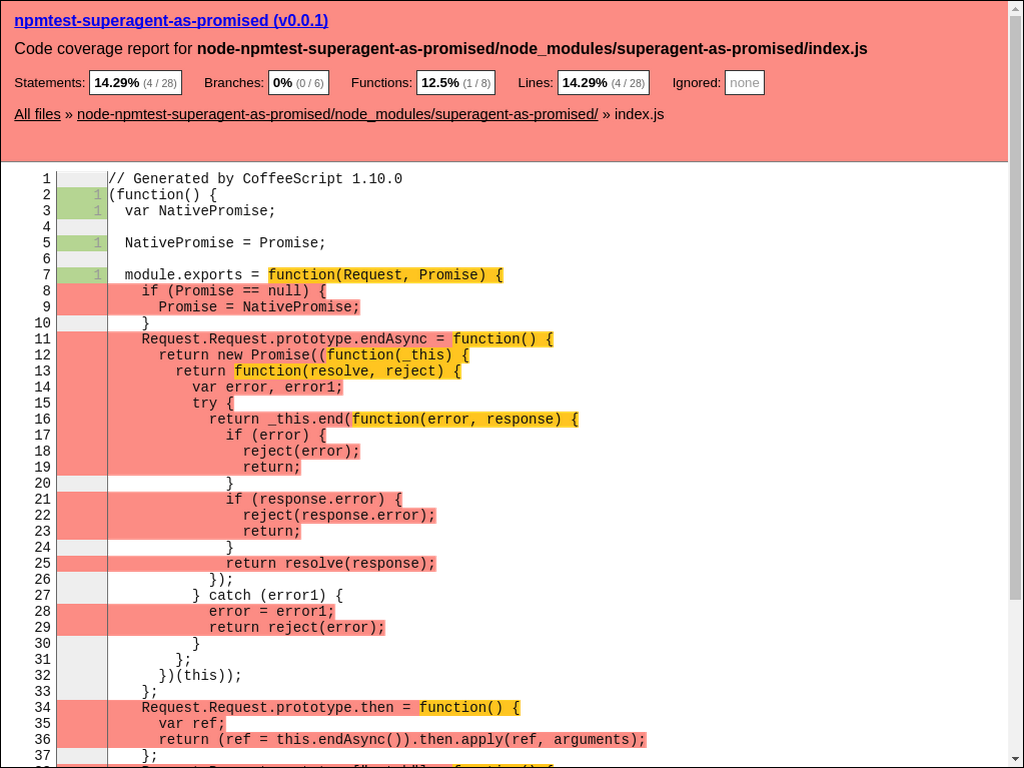 npmtest-superagent-as-promised (v0.0.1)
Code coverage report for node-npmtest-superagent-as-promised/node_modules/superagent-as-promised/index.js
Statements: 14.29% (4 / 28) Branches: 0% (0 / 6) Functions: 12.5% (1 / 8) Lines: 14.29% (4 / 28) Ignored: none
All files » node-npmtest-superagent-as-promised/node_modules/superagent-as-promised/ » index.js
1 // Generated by CoffeeScript 1.10.0
2 1 (function() {
3 1   var NativePromise;
4
5 1   NativePromise = Promise;
6
7 1   module.exports = function(Request, Promise) {
8     if (Promise == null) {
9       Promise = NativePromise;
10     }
11     Request.Request.prototype.endAsync = function() {
12       return new Promise((function(_this) {
13         return function(resolve, reject) {
14           var error, error1;
15           try {
16             return _this.end(function(error, response) {
17               if (error) {
18                 reject(error);
19                 return;
20               }
21               if (response.error) {
22                 reject(response.error);
23                 return;
24               }
25               return resolve(response);
26             });
27           } catch (error1) {
28             error = error1;
29             return reject(error);
30           }
31         };
32       })(this));
33     };
34     Request.Request.prototype.then = function() {
35       var ref;
36       return (ref = this.endAsync()).then.apply(ref, arguments);
37     };